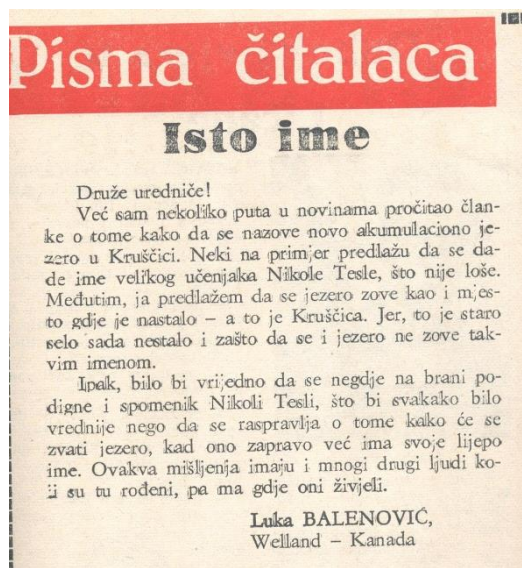 Pisma čitalaca
Isto ime
Druže uredniče!
Već sam nekoliko puta u novinama pročitao član-
ke o tome kako da se nazove novo akumulaciono je-
zero u Kruščici. Neki na primjer predlažu da se da-
de ime velikog učenjaka Nikole Tesle, što nije loše.
Međutim, ja predlažem da se jezero zove kao i mjes-
to gdje je nastalo – a to je Kruščica. Jer, to je staro
selo sada nestalo i zašto da se i jezero ne zove tak-
vim imenom.
Ipak, bilo bi vrijedno da se negdje na brani po-
digne i spomenik Nikoli Tesli, što bi svakako bilo
vrednije nego da se raspravlja o tome kako će se
zvati jezero, kad ono zapravo već ima svoje lijepo
ime. Ovakva mišljenja imaju i mnogi drugi ljudi ko-
ji su tu rođeni, pa ma gdje oni živjeli.
Luka BALENOVIĆ,
Welland – Kanada